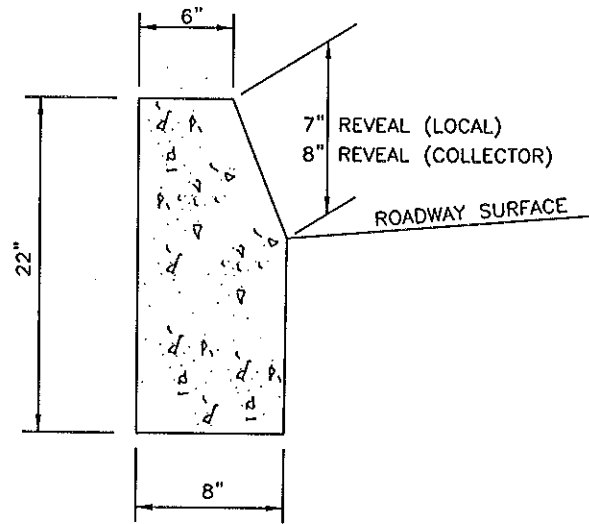 6"
7" REVEAL (LOCAL)
8" REVEAL (COLLECTOR)
ROADWAY SURFACE
22"
8"